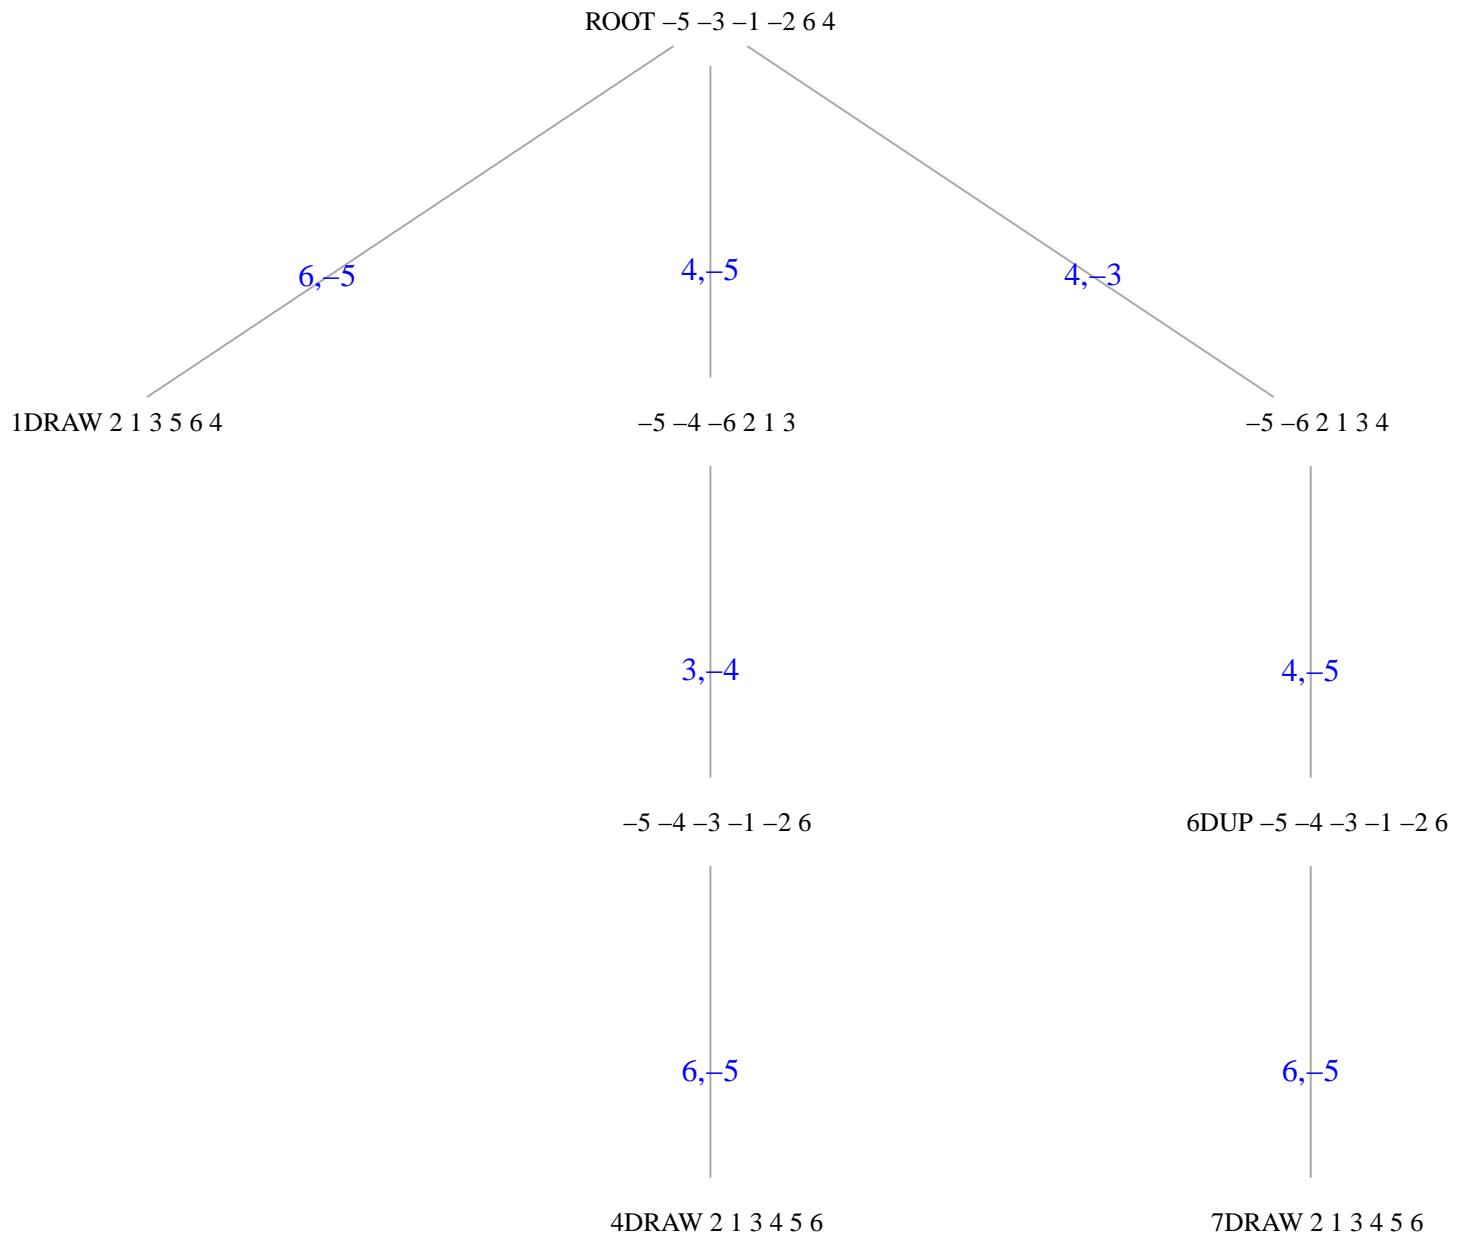 ROOT –5 –3 –1 –2 6 4
6,–5
4,–5
4,–3
1DRAW 2 1 3 5 6 4
–5 –4 –6 2 1 3
–5 –6 2 1 3 4
3,–4
4,–5
–5 –4 –3 –1 –2 6
6DUP –5 –4 –3 –1 –2 6
6,–5
6,–5
4DRAW 2 1 3 4 5 6
7DRAW 2 1 3 4 5 6